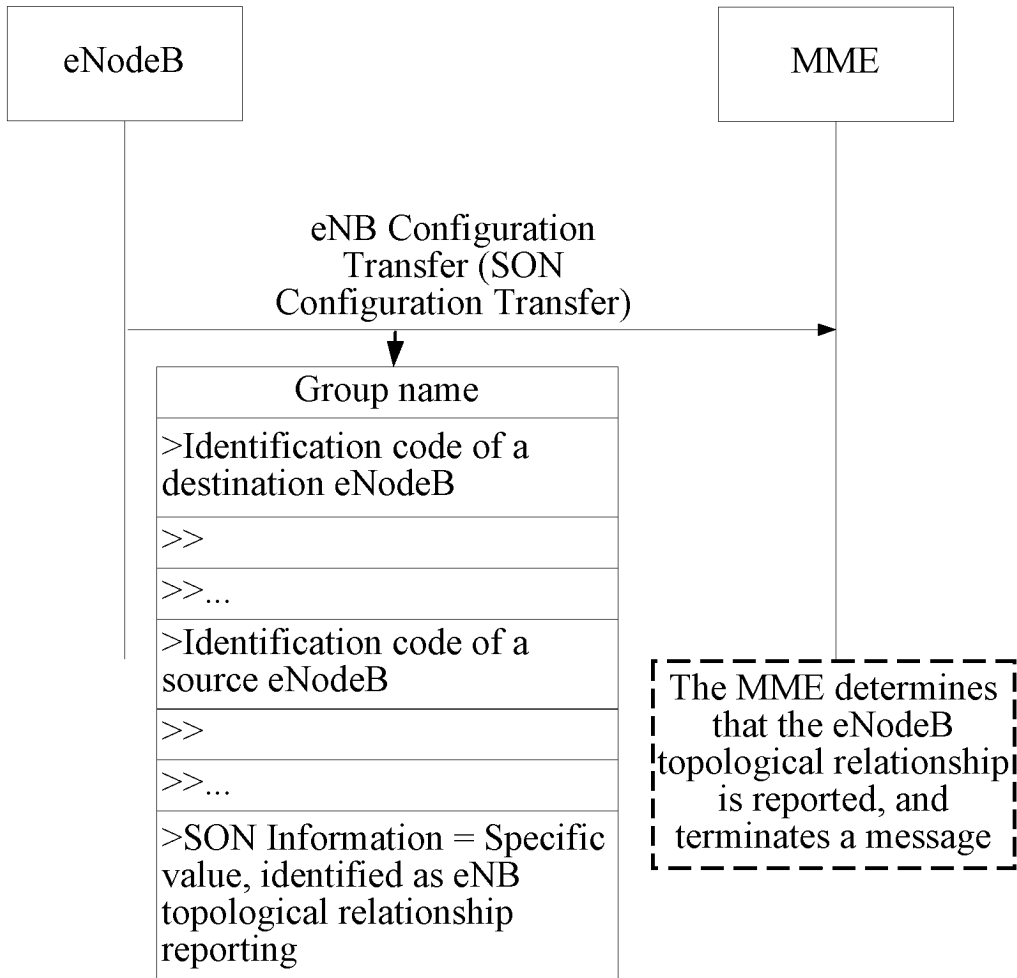 eNodeB
MME
eNB Configuration
Transfer (SON
Configuration Transfer)
Group name
>Identification code of a
destination eNodeB
>>
>>...
>Identification code of a
source eNodeB
>>
>>...
>SON Information = Specific
value, identified as eNB
topological relationship
reporting
The MME determines
that the eNodeB
topological relationship
is reported, and
terminates a message